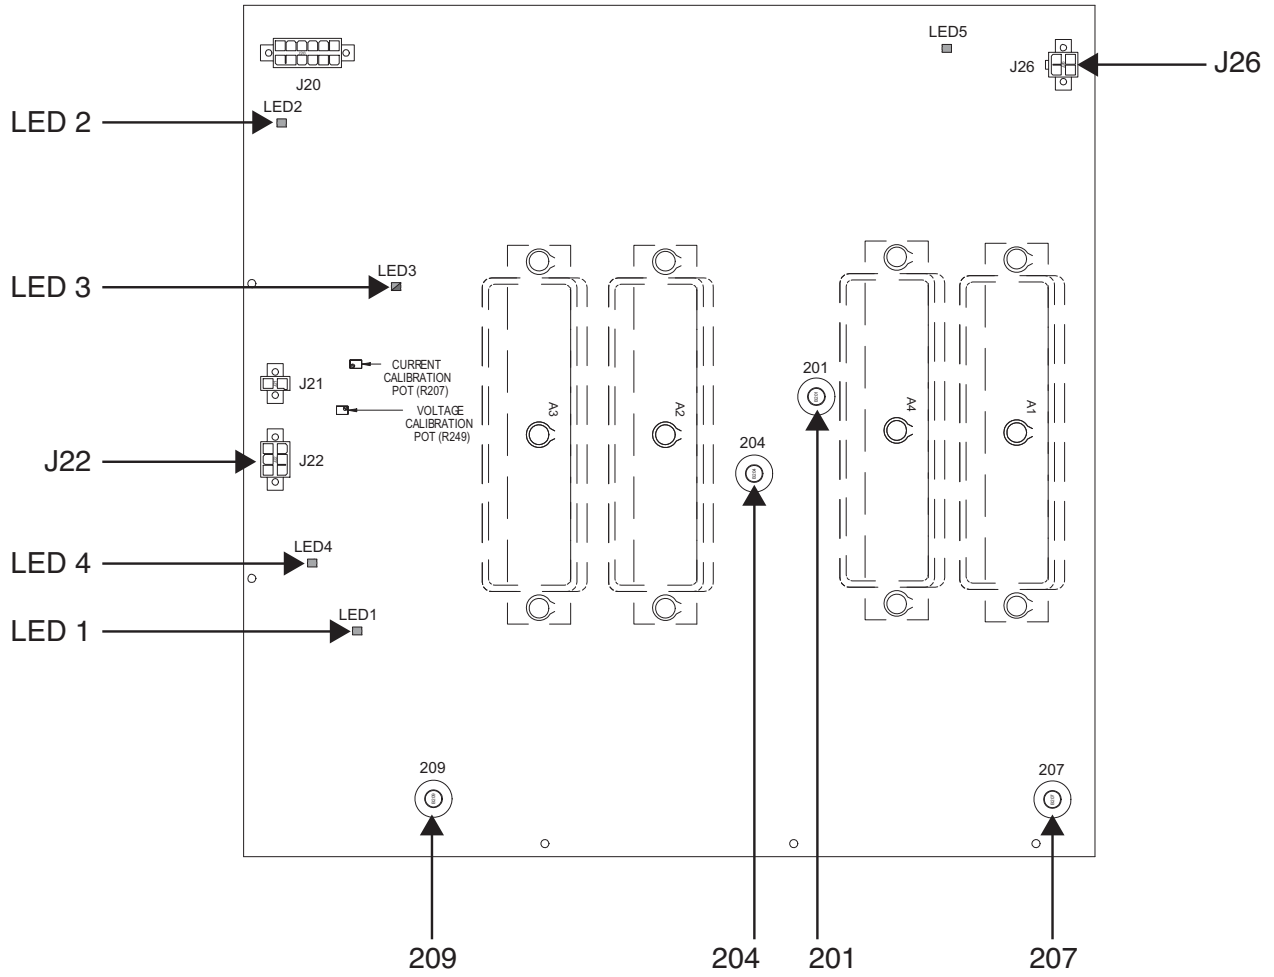 LED5
J26
J26
J20
LED2
LED 2
LED3
LED 3
CURRENT
CALIBRATION
POT (R207)
J21
VOLTAGE
CALIBRATION
POT (R249)
201
A3
A2
A4
A1
204
J22
J22
LED4
LED 4
LED1
LED 1
209
207
209
204
201
207